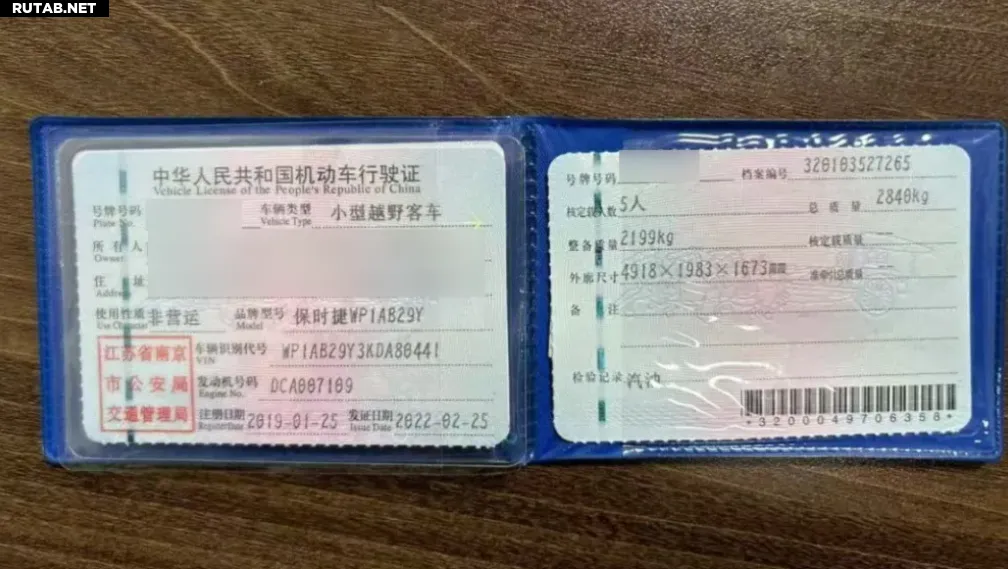 RUTAB.NET
中华人民共和国机动车行驶证
Vehicle License of the People's Republic of China
号牌号码
Plate No.
车辆类型 小型越野客车
Vehicle Type
所有人
Owner
住址
Address
使用性质 非营运 品牌型号 保时捷WP1AB29Y
Use Character Model
江苏省南京市公安局交通管理局
车辆识别代号 WP1AB29Y3KDA80441
VIN
发动机号码 DCA007109
Engine No.
注册日期 2019-01-25 发证日期 2022-02-25
Register Date Issue Date
号牌号码 档案编号 320103527265
核定载人数 5人 总质量 2840kg
整备质量 2199kg 核定载质量 --
外廓尺寸 4918×1983×1673mm 准牵引总质量 --
备注
检验记录 汽油
*3200049706358*